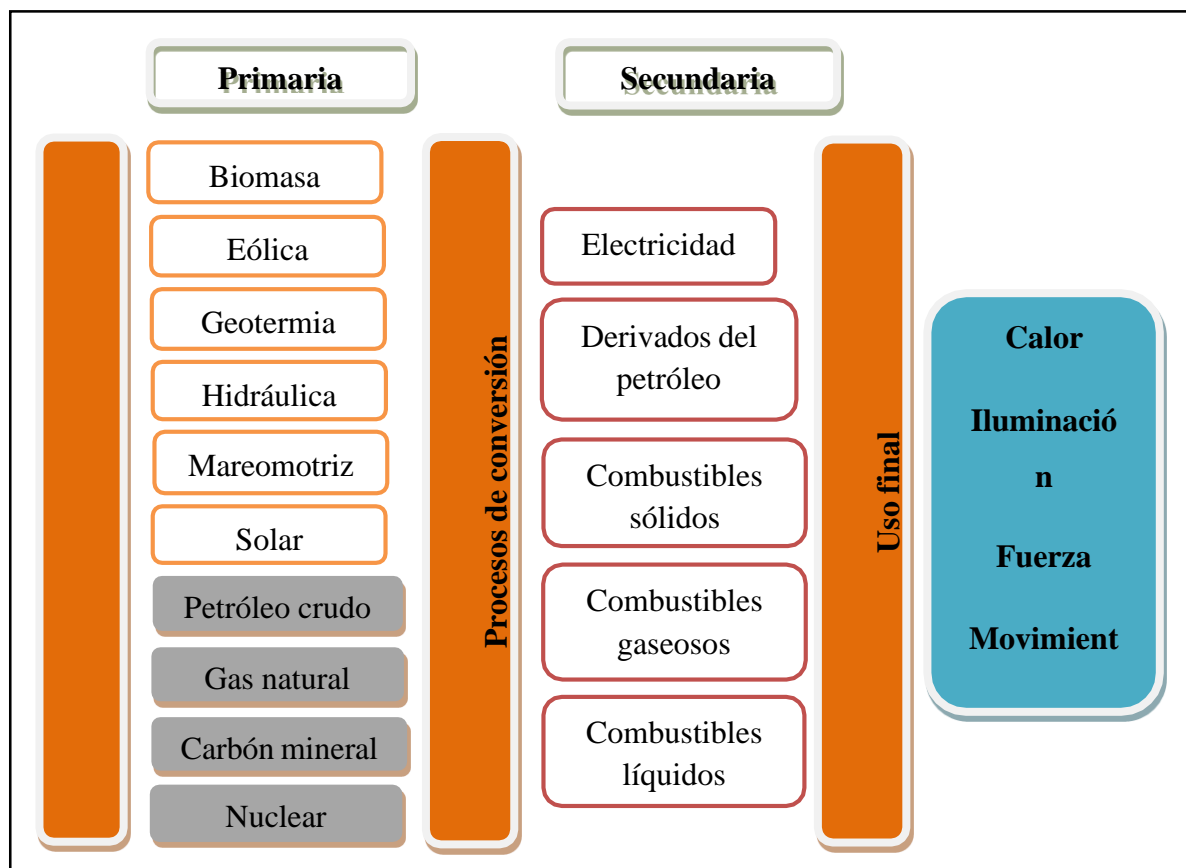 Primaria
Secundaria
Biomasa
Eólica
Geotermia
Hidráulica
Mareomotriz
Solar
Petróleo crudo
Gas natural
Carbón mineral
Nuclear
Procesos de conversión
Electricidad
Derivados del
petróleo
Combustibles
sólidos
Combustibles
gaseosos
Combustibles
líquidos
Uso final
Calor
Iluminació
n
Fuerza
Movimient